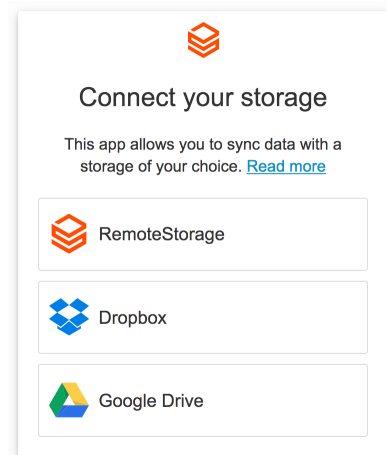 Connect your storage
This app allows you to sync data with a
storage of your choice. Read more
RemoteStorage
Dropbox
Google Drive